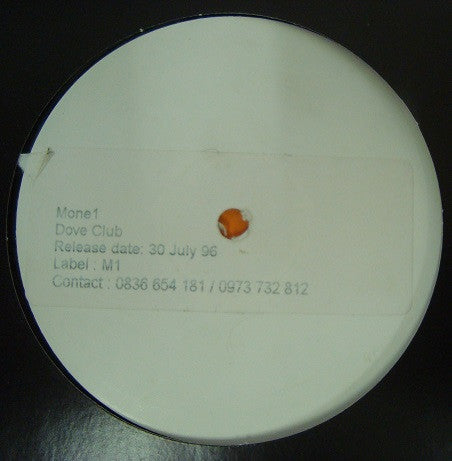 Mone1
Dove Club
Release date: 30 July 96
Label : M1
Contact : 0836 654 181 / 0973 732 812